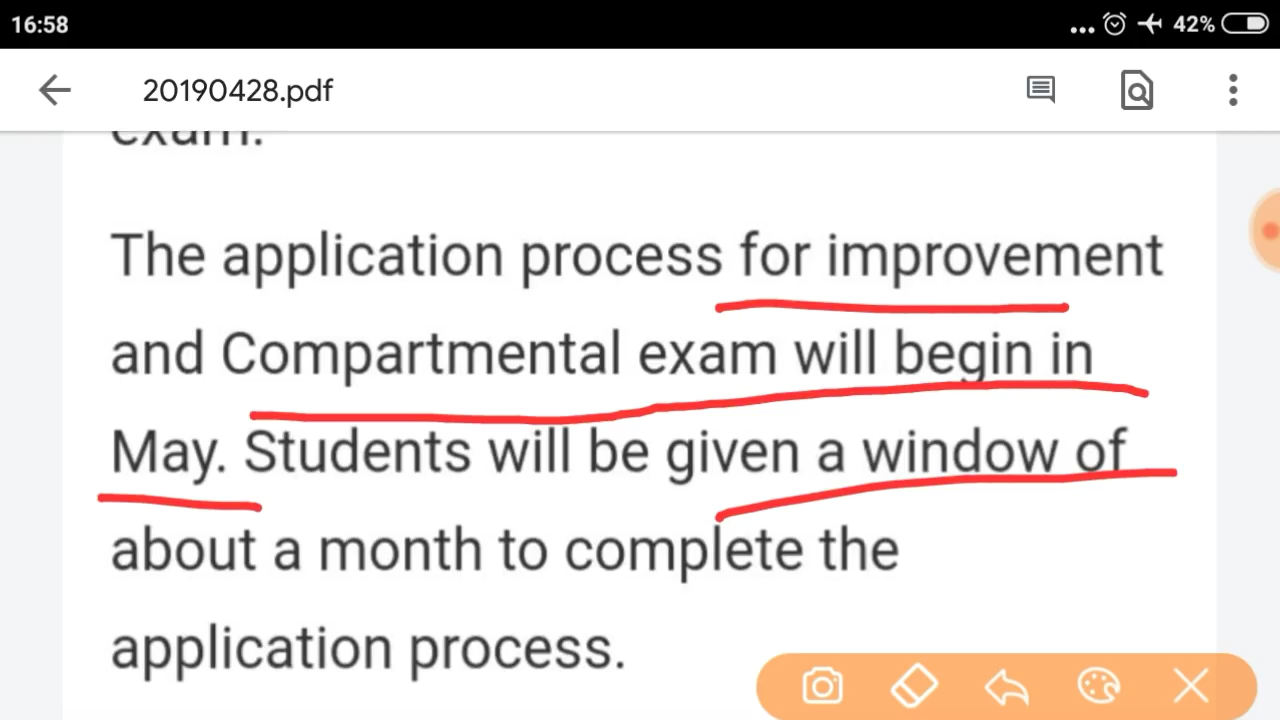 16:58
42%
20190428.pdf
exam.
The application process for improvement
and Compartmental exam will begin in
May. Students will be given a window of
about a month to complete the
application process.